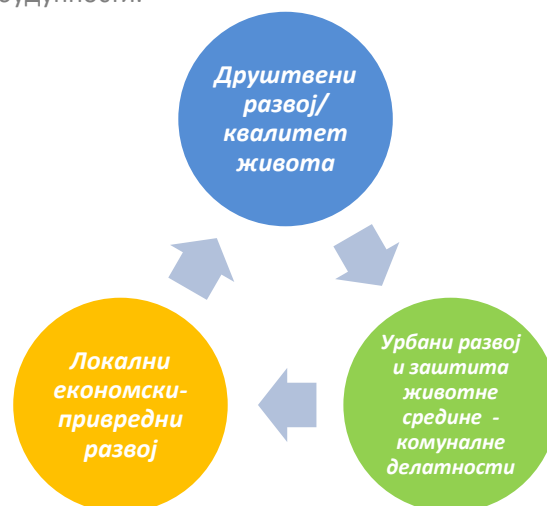 Друштвени
развој/
квалитет
живота
Локални
економски-
привредни
развој
Урбани развој
и заштита
животне
средине -
комуналне
делатности